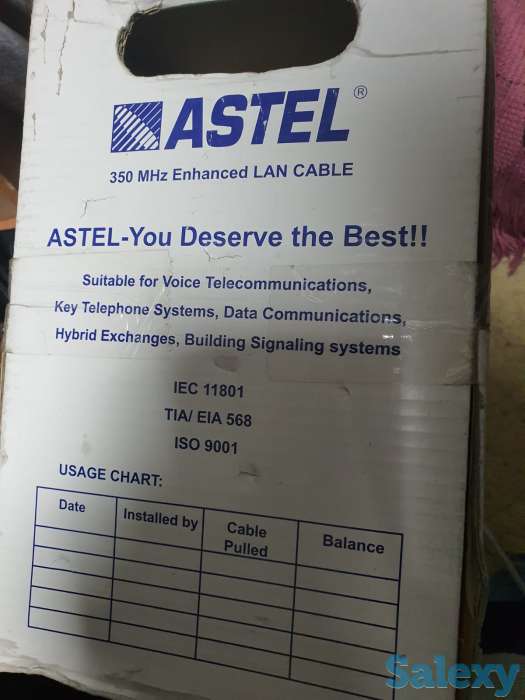 ASTEL®
350 MHz Enhanced LAN CABLE
ASTEL-You Deserve the Best!!
Suitable for Voice Telecommunications,
Key Telephone Systems, Data Communications,
Hybrid Exchanges, Building Signaling systems
IEC 11801
TIA/ EIA 568
ISO 9001
USAGE CHART:
Date Installed by Cable Pulled Balance
Salexy